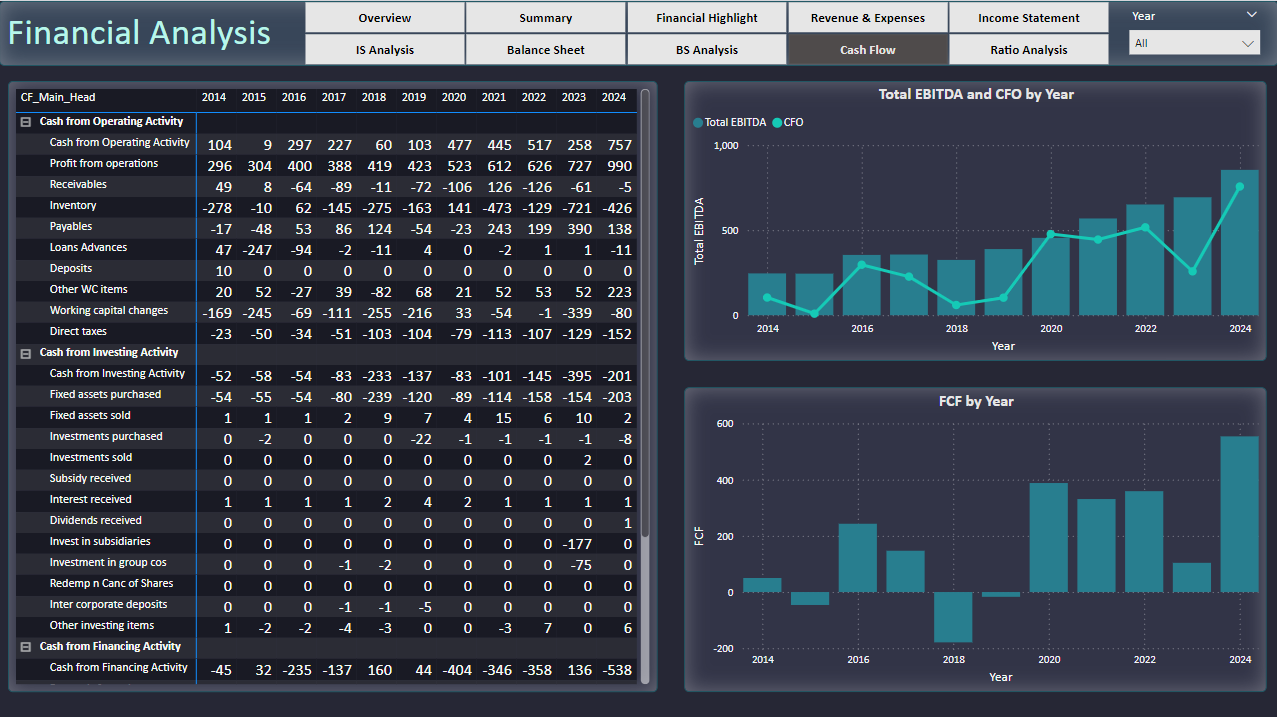 Financial Analysis
Overview Summary Financial Highlight Revenue & Expenses Income Statement
IS Analysis Balance Sheet BS Analysis Cash Flow Ratio Analysis
Year
All
CF_Main_Head 2014 2015 2016 2017 2018 2019 2020 2021 2022 2023 2024
Cash from Operating Activity
Cash from Operating Activity 104 9 297 227 60 103 477 445 517 258 757
Profit from operations 296 304 400 388 419 423 523 612 626 727 990
Receivables 49 8 -64 -89 -11 -72 -106 126 -126 -61 -5
Inventory -278 -10 62 -145 -275 -163 141 -473 -129 -721 -426
Payables -17 -48 53 86 124 -54 -23 243 199 390 138
Loans Advances 47 -247 -94 -2 -11 4 0 -2 1 1 -11
Deposits 10 0 0 0 0 0 0 0 0 0 0
Other WC items 20 52 -27 39 -82 68 21 52 53 52 223
Working capital changes -169 -245 -69 -111 -255 -216 33 -54 -1 -339 -80
Direct taxes -23 -50 -34 -51 -103 -104 -79 -113 -107 -129 -152
Cash from Investing Activity
Cash from Investing Activity -52 -58 -54 -83 -233 -137 -83 -101 -145 -395 -201
Fixed assets purchased -54 -55 -54 -80 -239 -120 -89 -114 -158 -154 -203
Fixed assets sold 1 1 1 2 9 7 4 15 6 10 2
Investments purchased 0 -2 0 0 0 -22 -1 -1 -1 -1 -8
Investments sold 0 0 0 0 0 0 0 0 0 2 0
Subsidy received 0 0 0 0 0 0 0 0 0 0 0
Interest received 1 1 1 1 2 4 2 1 1 1 1
Dividends received 0 0 0 0 0 0 0 0 0 0 1
Invest in subsidiaries 0 0 0 0 0 0 0 0 0 -177 0
Investment in group cos 0 0 0 -1 -2 0 0 0 0 -75 0
Redemp n Canc of Shares 0 0 0 0 0 0 0 0 0 0 0
Inter corporate deposits 0 0 0 -1 -1 -5 0 0 0 0 0
Other investing items 1 -2 -2 -4 -3 0 0 -3 7 0 6
Cash from Financing Activity
Cash from Financing Activity -45 32 -235 -137 160 44 -404 -346 -358 136 -538
Total EBITDA and CFO by Year
Total EBITDA CFO
1,000
500
0
Total EBITDA
2014 2016 2018 2020 2022 2024
Year
FCF by Year
600
400
200
0
-200
FCF
2014 2016 2018 2020 2022 2024
Year